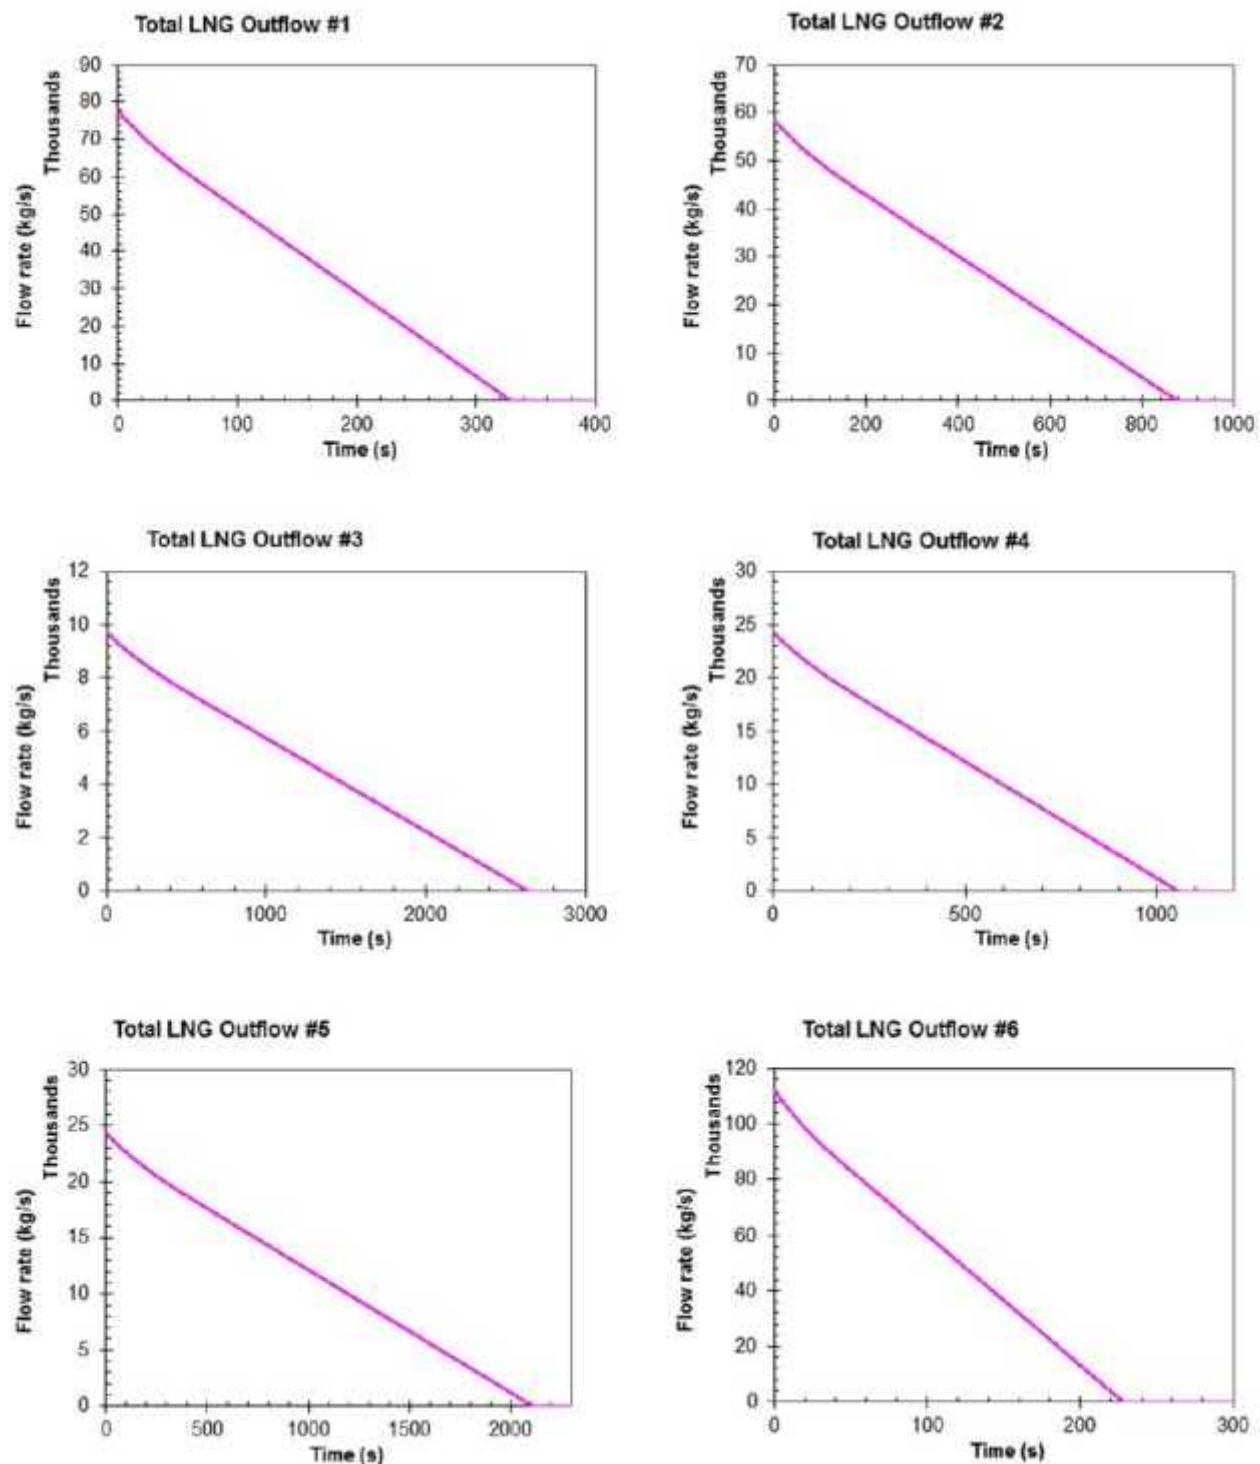 Total LNG Outflow #1
Thousands
Flow rate (kg/s)
90
80
70
60
50
40
30
20
10
0
0 100 200 300 400
Time (s)
Total LNG Outflow #2
Thousands
Flow rate (kg/s)
70
60
50
40
30
20
10
0
0 200 400 600 800 1000
Time (s)
Total LNG Outflow #3
Thousands
Flow rate (kg/s)
12
10
8
6
4
2
0
0 1000 2000 3000
Time (s)
Total LNG Outflow #4
Thousands
Flow rate (kg/s)
30
25
20
15
10
5
0
0 500 1000
Time (s)
Total LNG Outflow #5
Thousands
Flow rate (kg/s)
30
25
20
15
10
5
0
0 500 1000 1500 2000
Time (s)
Total LNG Outflow #6
Thousands
Flow rate (kg/s)
120
100
80
60
40
20
0
0 100 200 300
Time (s)